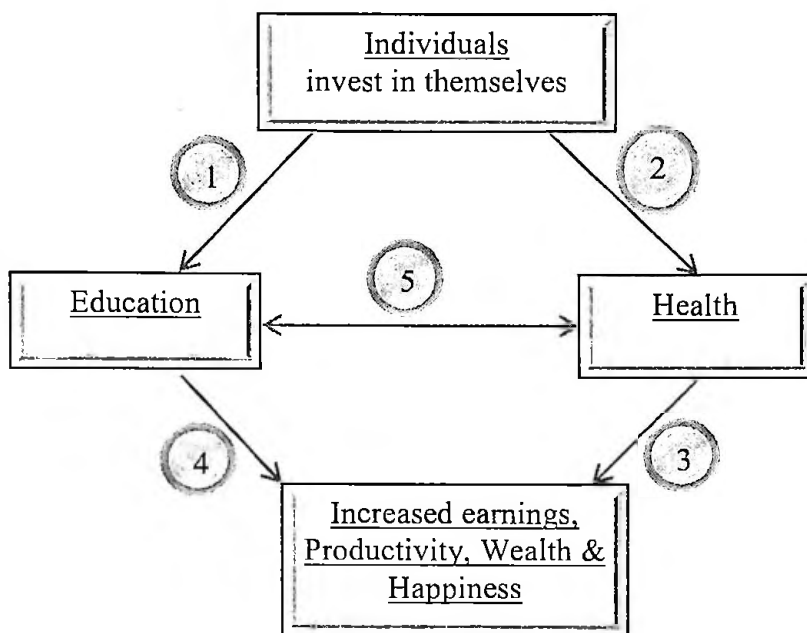 Individuals
invest in themselves
1
2
Education
5
Health
4
3
Increased earnings,
Productivity, Wealth &
Happiness